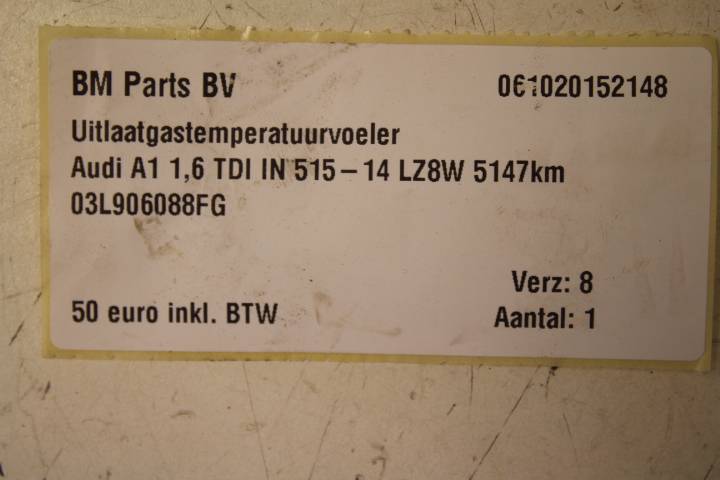 BM Parts BV 061020152148
Uitlaatgastemperatuurvoeler
Audi A1 1,6 TDI IN 515-14 LZ8W 5147km
03L906088FG
Verz: 8
50 euro inkl. BTW Aantal: 1